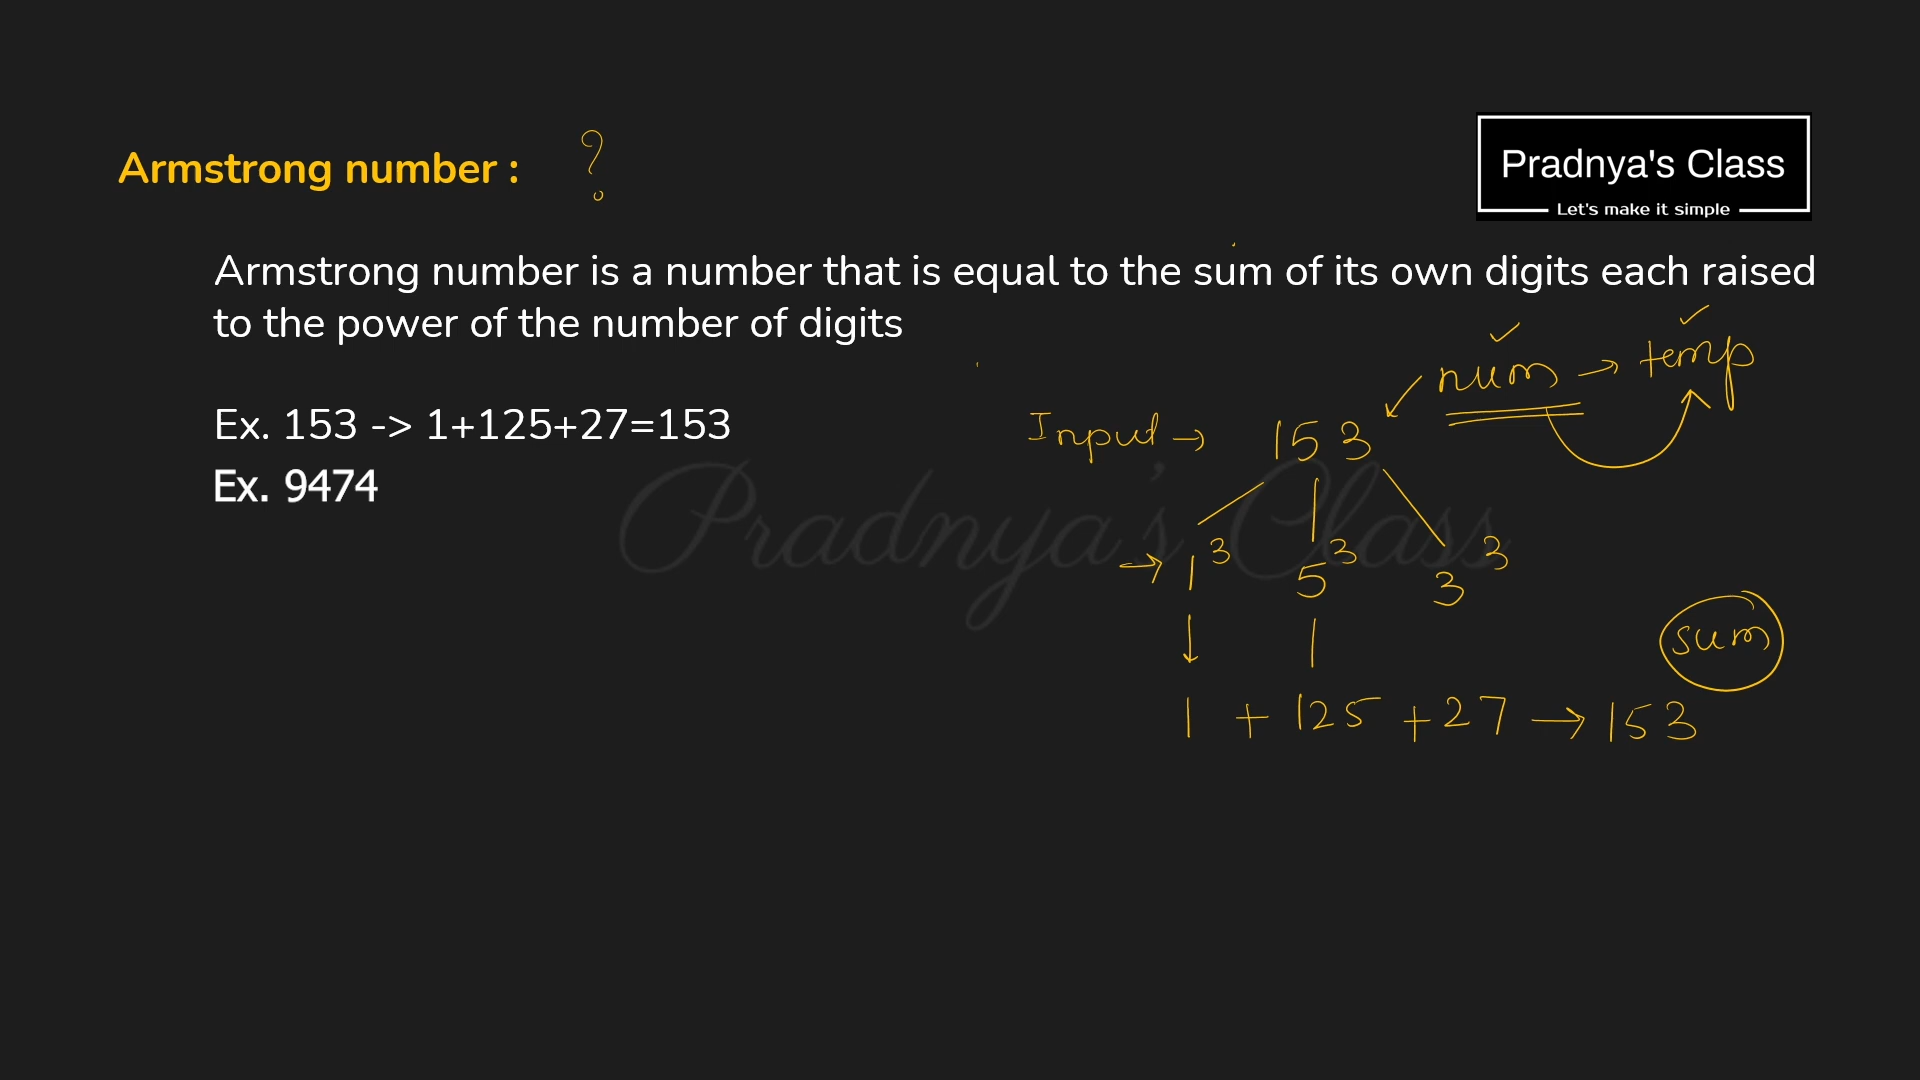 Armstrong number : ?
Pradnya's Class
Let's make it simple
Armstrong number is a number that is equal to the sum of its own digits each raised
to the power of the number of digits
num → temp
Ex. 153 -> 1+125+27=153
Input → 153
Ex. 9474
Pradnya's Class
→ 1³ 5³ 3³
sum
1 + 125 + 27 → 153